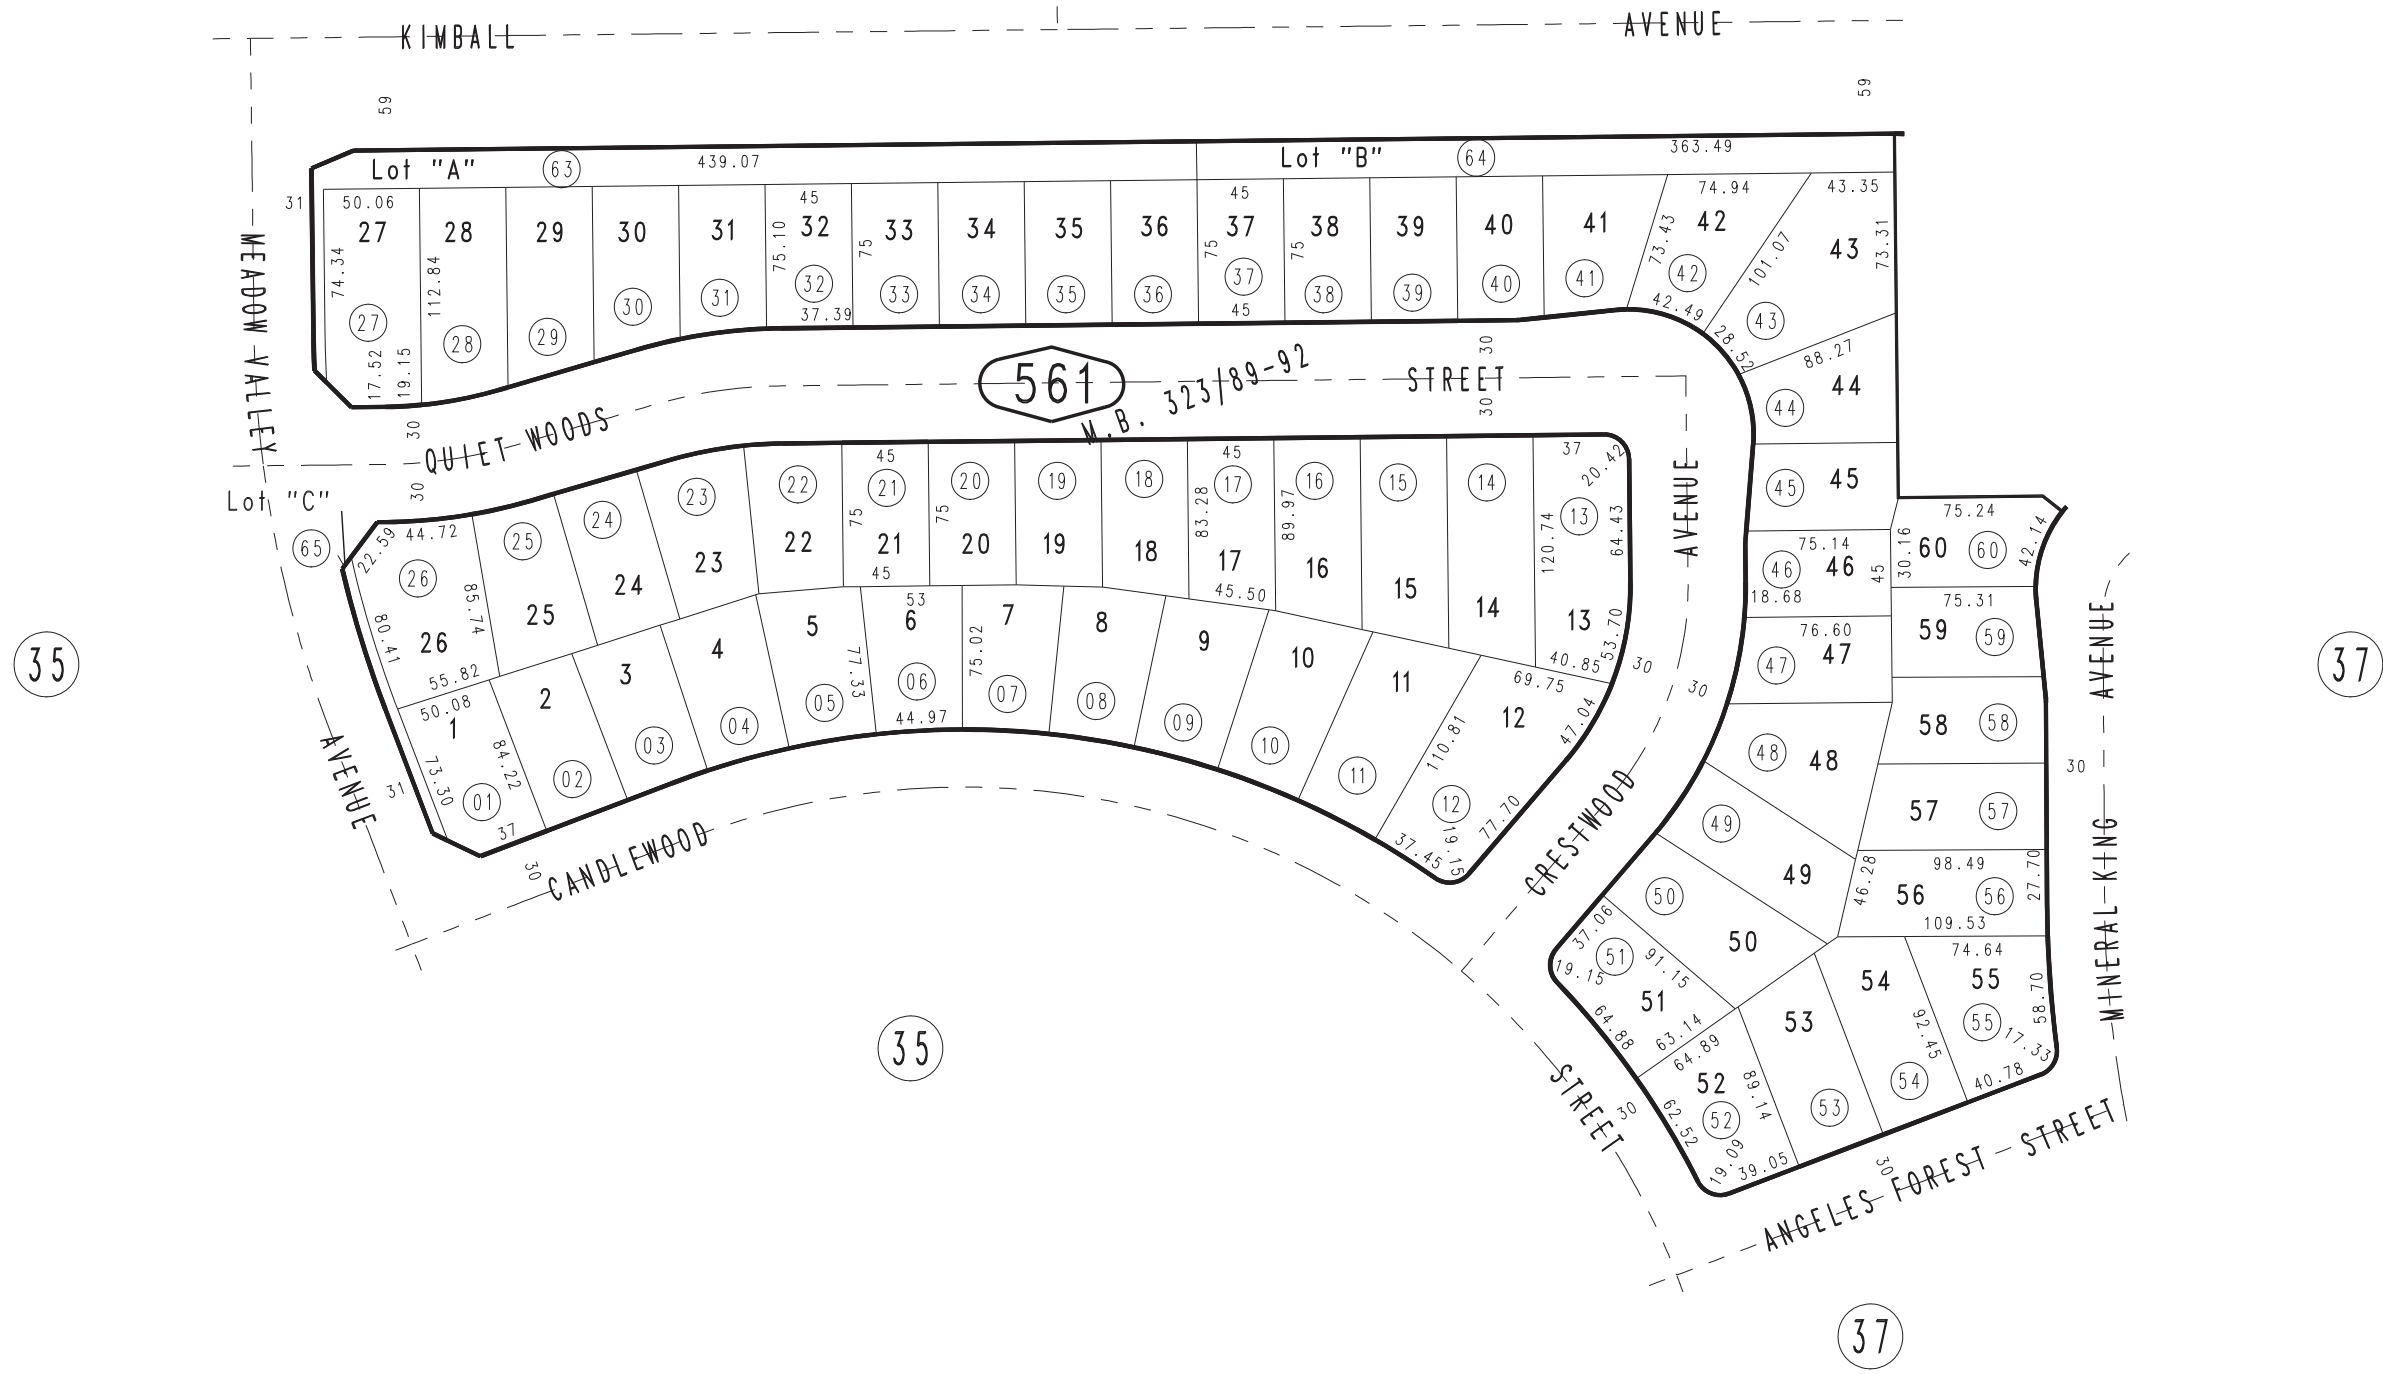 KIMBALL AVENUE
59 59
Lot "A" 63 439.07 Lot "B" 64 363.49
31 50.06 45 45 74.94 43.35
27 28 29 30 31 32 33 34 35 36 37 38 39 40 41 42 43
74.34 112.84 75.10 75 75 75 73.43 101.07 73.31
27 28 29 30 31 32 33 34 35 36 37 38 39 40 41 42 43
37.39 45 42.49 28.52
17.52 19.15
MEADOW VALLEY
88.27 44
44
561
M.B. 323/89-92
30 STREET 30
30 QUIET WOODS 30
Lot "C"
65
37 20.42
45 45
22.59 44.72
26 25 24 23 22 21 20 19 18 17 16 15 14 13
75 75 83.28 89.97 120.74 64.43
26 25 24 23 22 21 20 19 18 17 16 15 14 13
80.41 85.74 55.82 45 45.50 40.85 53.70
AVENUE
45 45
75.14
46 46 45
18.68
76.60
47 47
75.24
30.16 60 60 42.14
75.31
59 59
58 58
30
57 57
98.49
46.28 56 56 27.70
109.53
MINERAL KING AVENUE
35
37
50.08 53 69.75
1 2 3 4 5 6 7 8 9 10 11 12
73.30 84.22 77.33 75.02 110.81 47.04
01 02 03 04 05 06 07 08 09 10 11 12
37 44.97 37.45 19.15 77.70
30 30
31
AVENUE
30 CANDLEWOOD
CRESTWOOD
48 48
49
49
50
50
37.06
51 91.15
19.15
51
64.88 63.14
64.89
52 89.14
52
62.52
19.09 39.05
53
53
54
92.45
54
74.64
55
58.70
55 17.33
40.78
35
STREET
30
30
ANGELES FOREST STREET
37